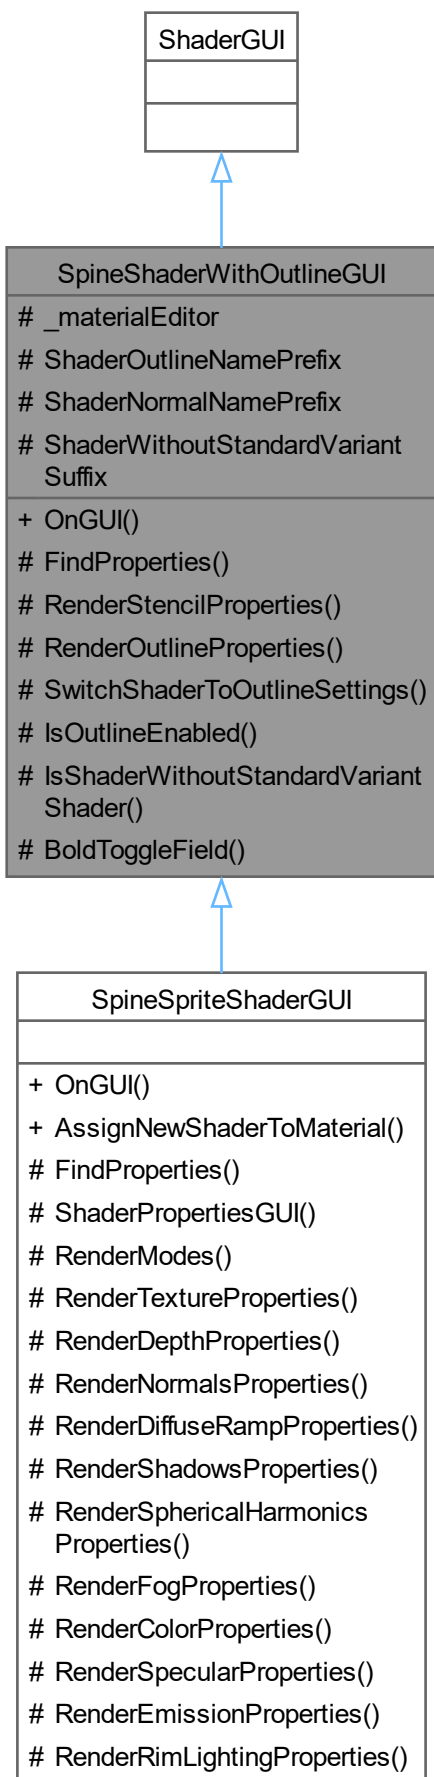 ShaderGUI
SpineShaderWithOutlineGUI
# _materialEditor
# ShaderOutlineNamePrefix
# ShaderNormalNamePrefix
# ShaderWithoutStandardVariant
Suffix
+ OnGUI()
# FindProperties()
# RenderStencilProperties()
# RenderOutlineProperties()
# SwitchShaderToOutlineSettings()
# IsOutlineEnabled()
# IsShaderWithoutStandardVariant
Shader()
# BoldToggleField()
SpineSpriteShaderGUI
+ OnGUI()
+ AssignNewShaderToMaterial()
# FindProperties()
# ShaderPropertiesGUI()
# RenderModes()
# RenderTextureProperties()
# RenderDepthProperties()
# RenderNormalsProperties()
# RenderDiffuseRampProperties()
# RenderShadowsProperties()
# RenderSphericalHarmonics
Properties()
# RenderFogProperties()
# RenderColorProperties()
# RenderSpecularProperties()
# RenderEmissionProperties()
# RenderRimLightingProperties()